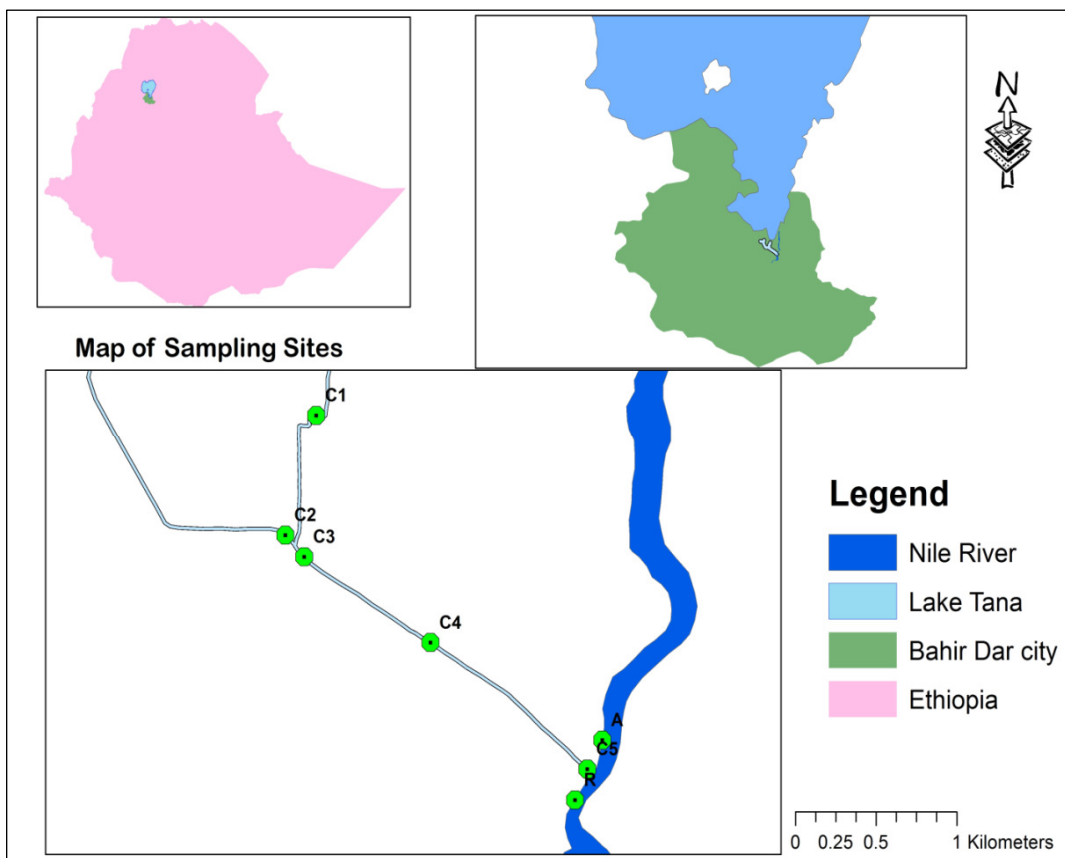 N
Map of Sampling Sites
C1
C2
C3
C4
A
C5
R
Legend
Nile River
Lake Tana
Bahir Dar city
Ethiopia
0 0.25 0.5 1 Kilometers